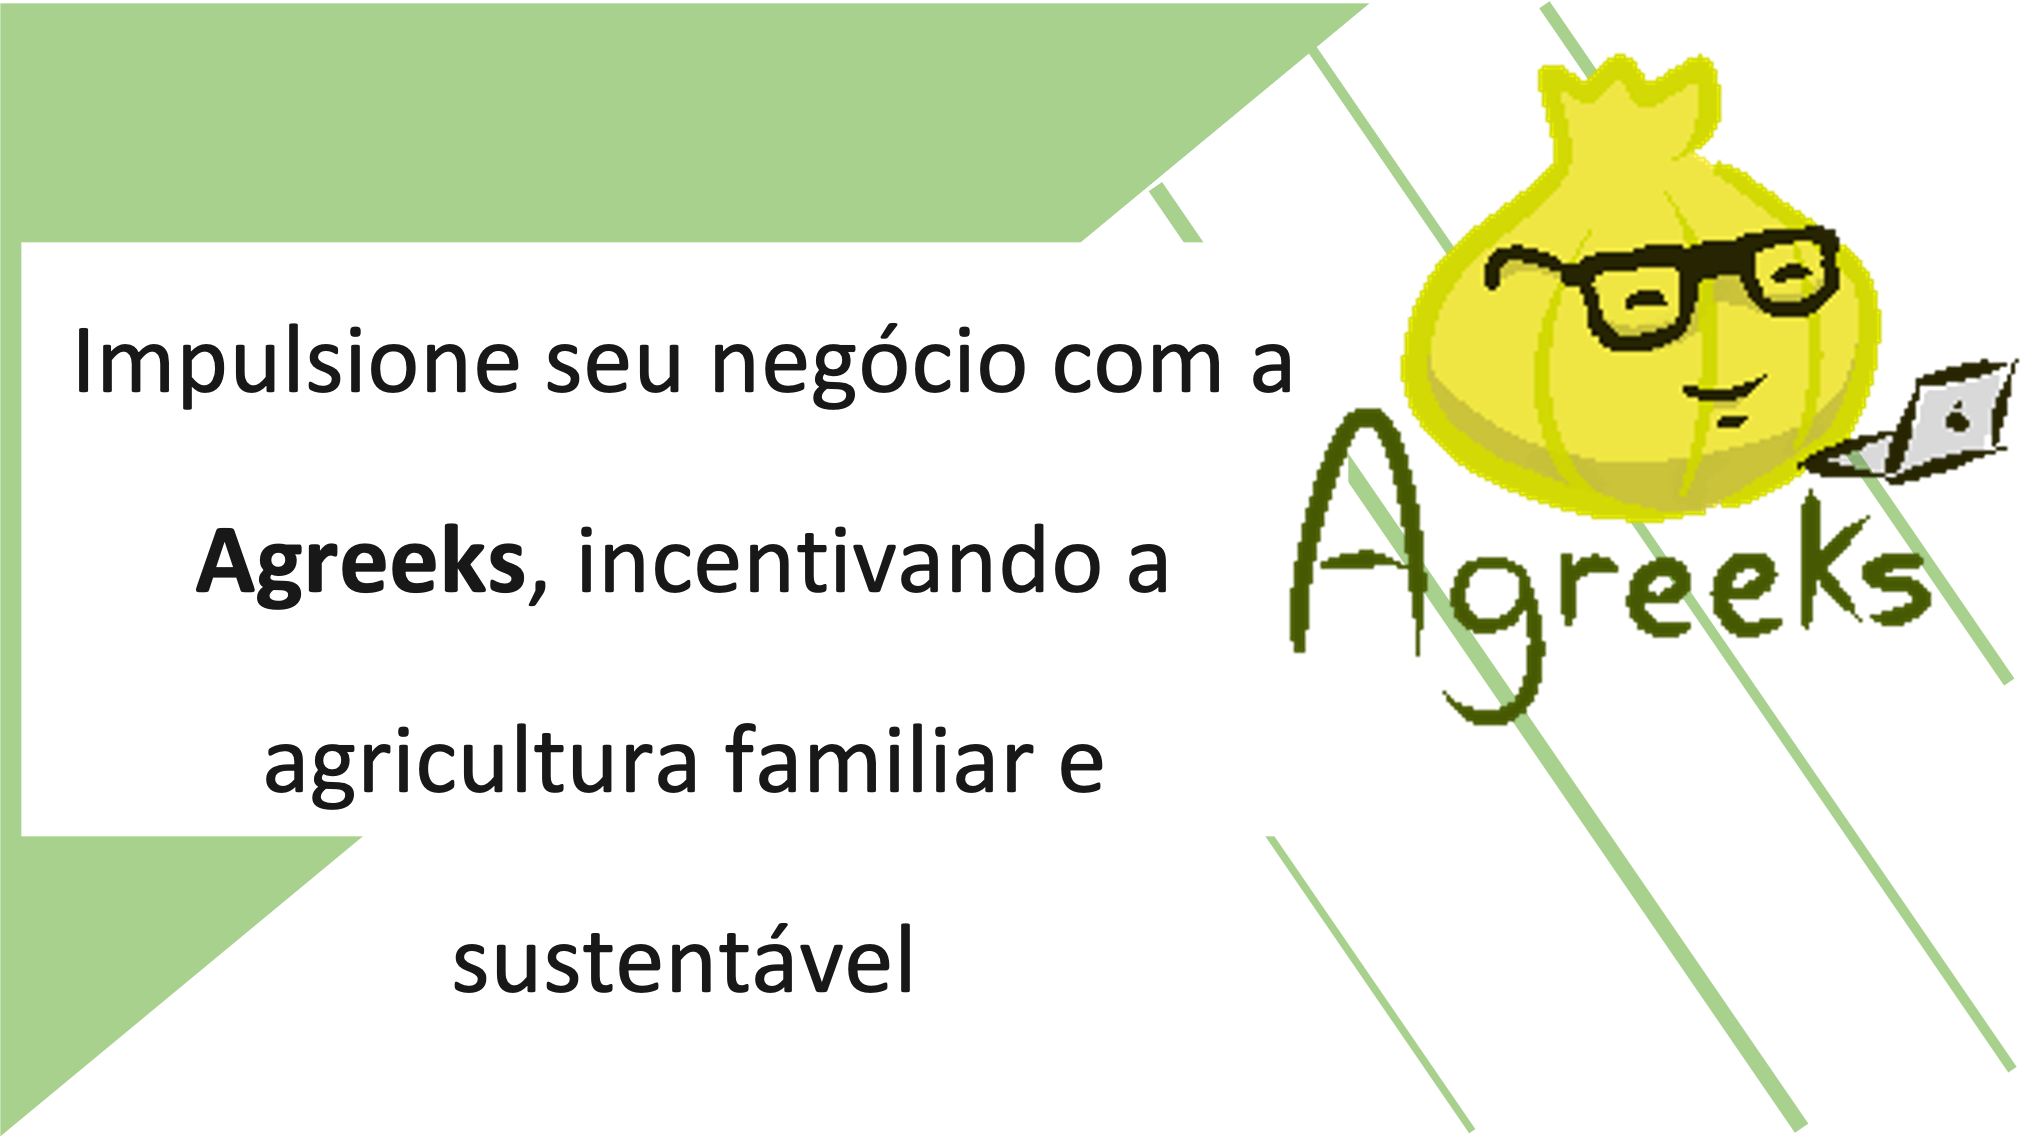 Impulsione seu negócio com a
Agreeks, incentivando a
agricultura familiar e
sustentável
Agreeks